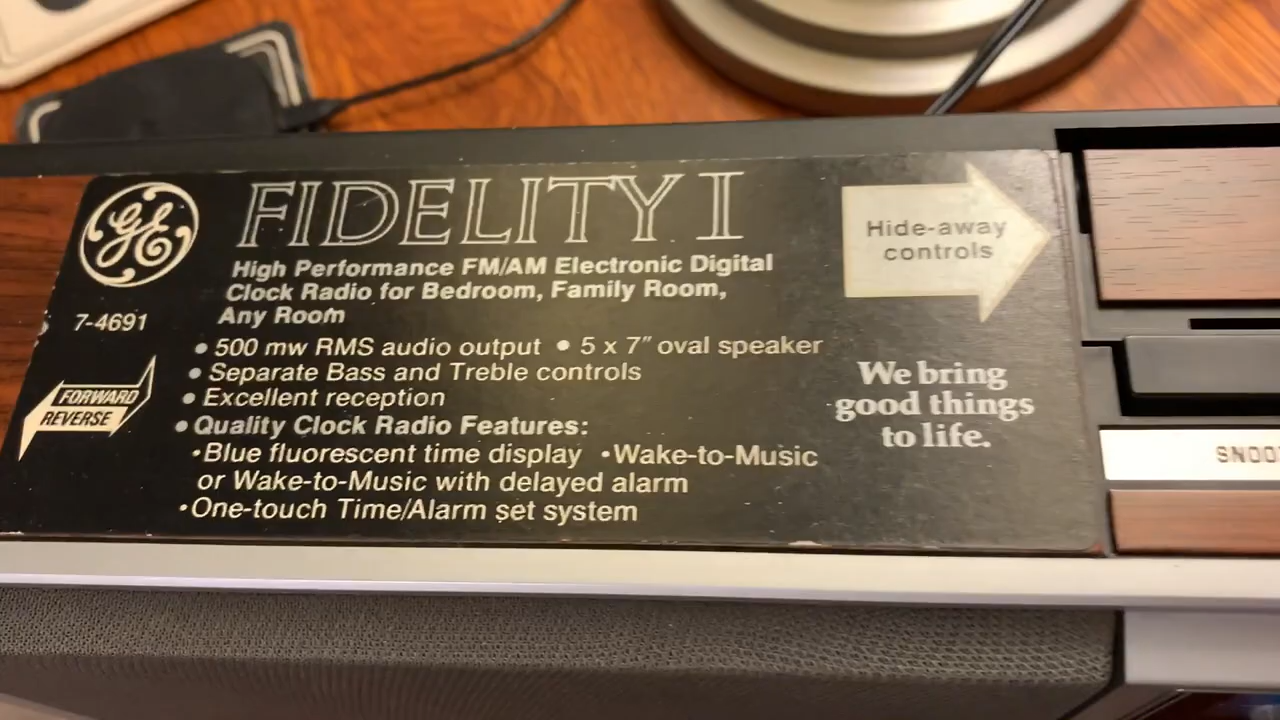 GE
FIDELITY I
High Performance FM/AM Electronic Digital
Clock Radio for Bedroom, Family Room,
Any Room
7-4691
• 500 mw RMS audio output • 5 x 7" oval speaker
• Separate Bass and Treble controls
• Excellent reception
• Quality Clock Radio Features:
•Blue fluorescent time display •Wake-to-Music
or Wake-to-Music with delayed alarm
•One-touch Time/Alarm set system
FORWARD
REVERSE
Hide-away
controls
We bring
good things
to life.